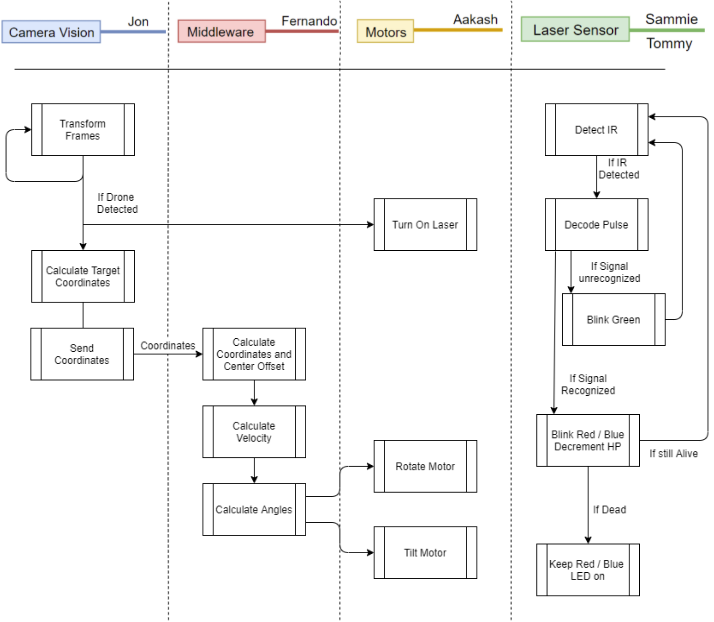 Camera Vision
Jon
Middleware
Fernando
Motors
Aakash
Laser Sensor
Sammie
Tommy
Transform
Frames
If Drone
Detected
Calculate Target
Coordinates
Send
Coordinates
Coordinates
Calculate
Coordinates and
Center Offset
Calculate
Velocity
Calculate Angles
Turn On Laser
Rotate Motor
Tilt Motor
Detect IR
If IR
Detected
Decode Pulse
If Signal
unrecognized
Blink Green
If Signal
Recognized
Blink Red / Blue
Decrement HP
If still Alive
If Dead
Keep Red / Blue
LED on